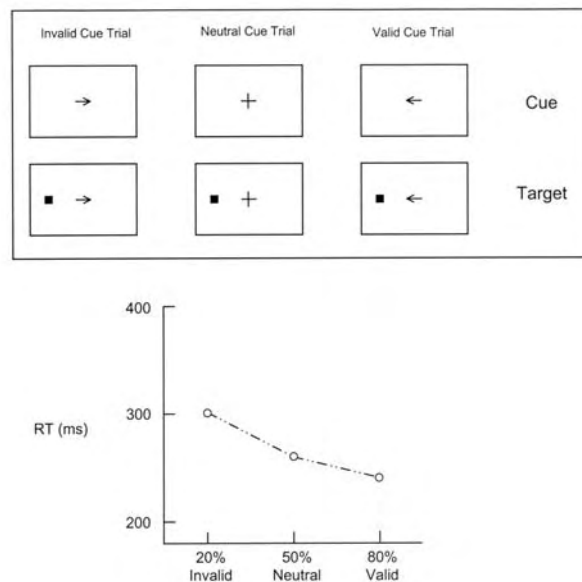 Invalid Cue Trial
Neutral Cue Trial
Valid Cue Trial
Cue
Target
400
300
RT (ms)
200
20% 50% 80%
Invalid Neutral Valid